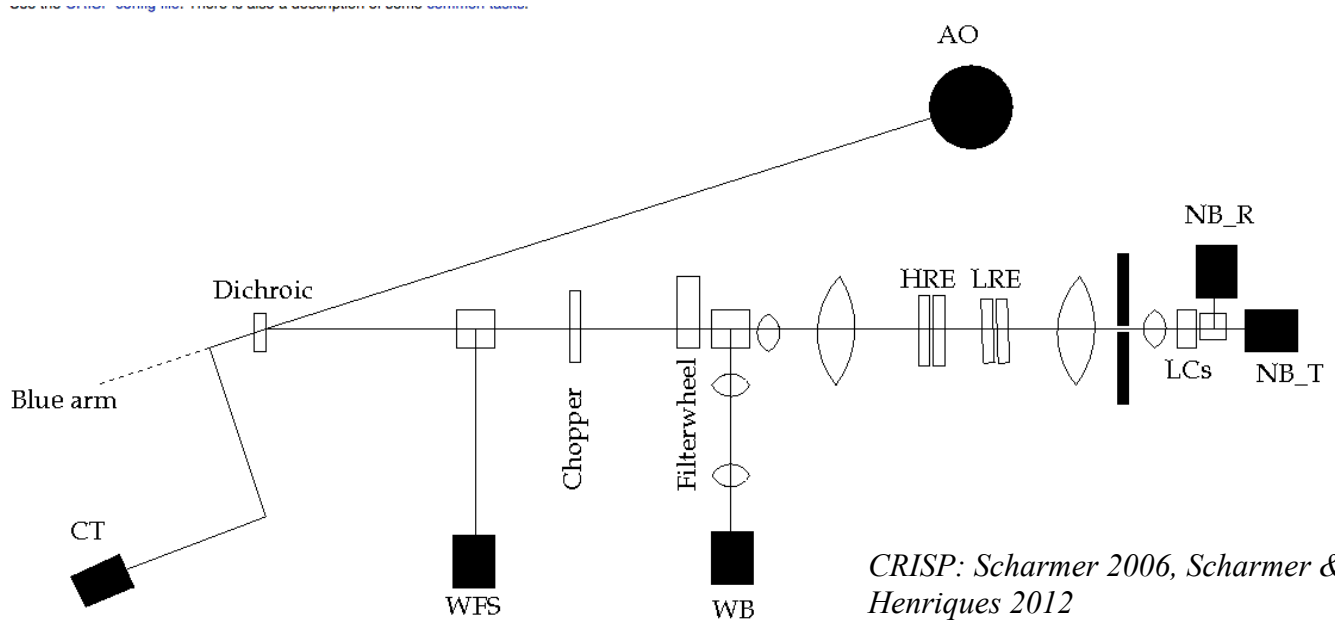 AO
NB_R
Dichroic
HRE LRE
Blue arm
Chopper
Filterwheel
LCs
NB_T
CT
WFS
WB
CRISP: Scharmer 2006, Scharmer &
Henriques 2012